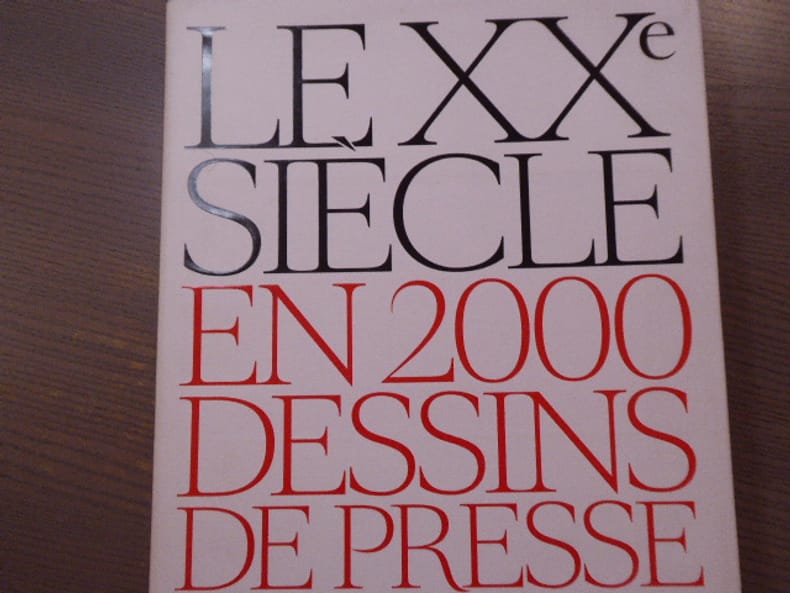 LE XXe
SIÈCLE
EN 2000
DESSINS
DE PRESSE